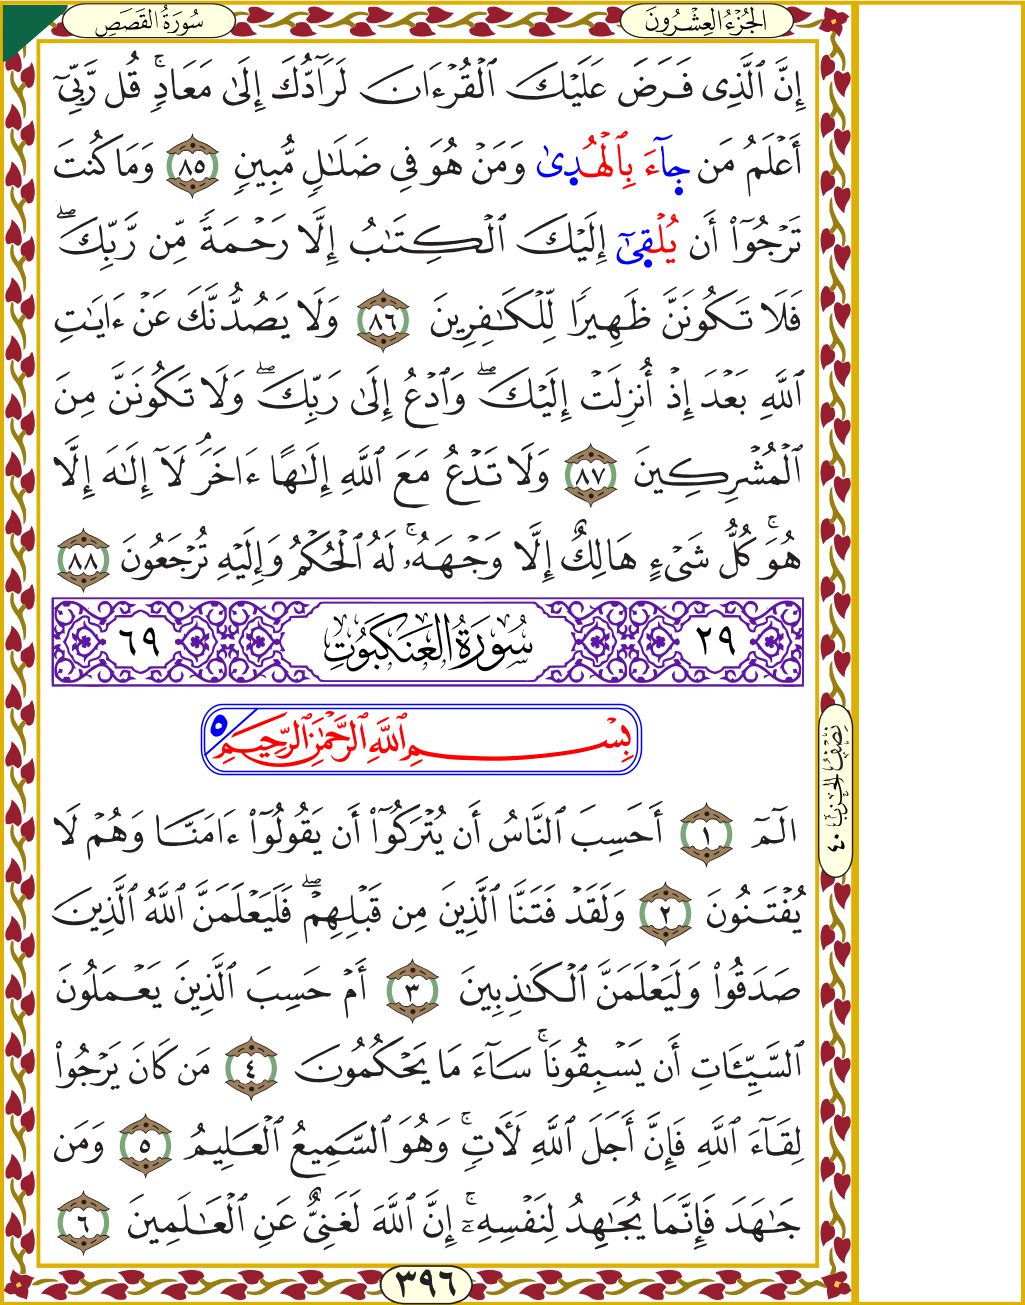 الجُزْءُ العِشْرُونَ
سُورَةُ القَصَصِ
إِنَّ ٱلَّذِى فَرَضَ عَلَيْكَ ٱلْقُرْءَانَ لَرَآدُّكَ إِلَىٰ مَعَادٍۢ ۚ قُل رَّبِّىٓ
أَعْلَمُ مَن جَآءَ بِٱلْهُدىٰ وَمَنْ هُوَ فِى ضَلَـٰلٍۢ مُّبِينٍۢ ٨٥ وَمَا كُنتَ
تَرْجُوٓا۟ أَن يُلْقىٰٓ إِلَيْكَ ٱلْكِتَـٰبُ إِلَّا رَحْمَةًۭ مِّن رَّبِّكَ ۖ
فَلَا تَكُونَنَّ ظَهِيرًۭا لِّلْكَـٰفِرِينَ ٨٦ وَلَا يَصُدُّنَّكَ عَنْ ءَايَـٰتِ
ٱللَّهِ بَعْدَ إِذْ أُنزِلَتْ إِلَيْكَ ۖ وَٱدْعُ إِلَىٰ رَبِّكَ ۖ وَلَا تَكُونَنَّ مِنَ
ٱلْمُشْرِكِينَ ٨٧ وَلَا تَدْعُ مَعَ ٱللَّهِ إِلَـٰهًا ءَاخَرَ ۘ لَآ إِلَـٰهَ إِلَّا
هُوَ ۚ كُلُّ شَىْءٍ هَالِكٌ إِلَّا وَجْهَهُۥ ۚ لَهُ ٱلْحُكْمُ وَإِلَيْهِ تُرْجَعُونَ ٨٨
٢٩ سُورَةُ العَنكَبُوتِ ٦٩
بِسْمِ ٱللَّهِ ٱلرَّحْمَـٰنِ ٱلرَّحِيمِ ٥
الٓمٓ ١ أَحَسِبَ ٱلنَّاسُ أَن يُتْرَكُوٓا۟ أَن يَقُولُوٓا۟ ءَامَنَّا وَهُمْ لَا
يُفْتَنُونَ ٢ وَلَقَدْ فَتَنَّا ٱلَّذِينَ مِن قَبْلِهِمْ ۖ فَلَيَعْلَمَنَّ ٱللَّهُ ٱلَّذِينَ
صَدَقُوا۟ وَلَيَعْلَمَنَّ ٱلْكَـٰذِبِينَ ٣ أَمْ حَسِبَ ٱلَّذِينَ يَعْمَلُونَ
ٱلسَّيِّـَٔاتِ أَن يَسْبِقُونَا ۚ سَآءَ مَا يَحْكُمُونَ ٤ مَن كَانَ يَرْجُوا۟
لِقَآءَ ٱللَّهِ فَإِنَّ أَجَلَ ٱللَّهِ لَـَٔاتٍۢ ۚ وَهُوَ ٱلسَّمِيعُ ٱلْعَلِيمُ ٥ وَمَن
جَـٰهَدَ فَإِنَّمَا يُجَـٰهِدُ لِنَفْسِهِۦٓ ۚ إِنَّ ٱللَّهَ لَغَنِىٌّ عَنِ ٱلْعَـٰلَمِينَ ٦
نِصْفُ الحِزْب ٤٠
٣٩٦